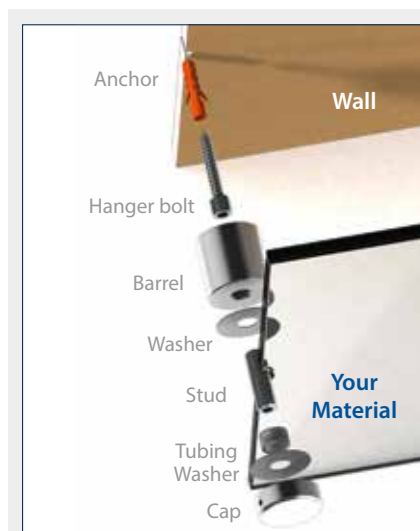 Anchor
Wall
Hanger bolt
Barrel
Washer
Stud
Your
Material
Tubing
Washer
Cap